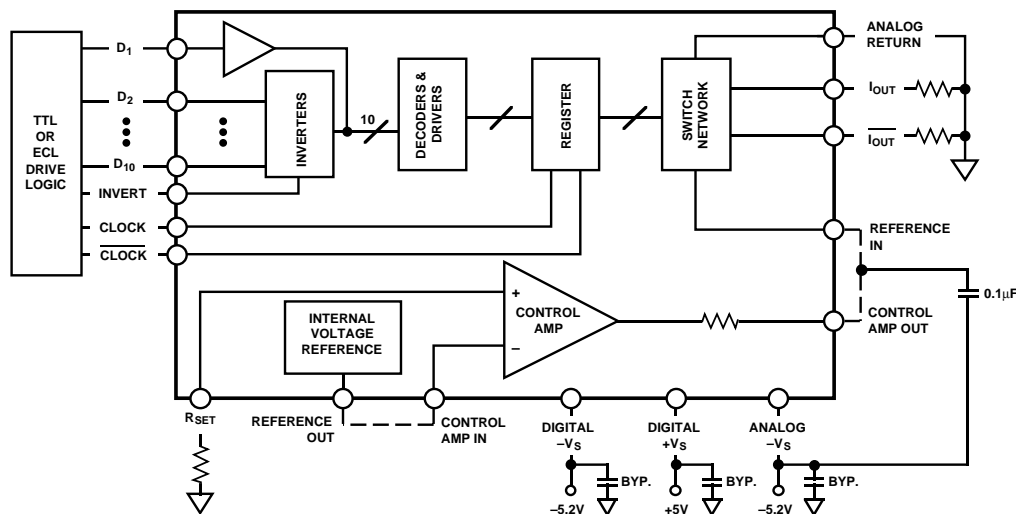 TTL
OR
ECL
DRIVE
LOGIC
D1
D2
D10
INVERT
CLOCK
CLOCK
INVERTERS
10
DECODERS &
DRIVERS
REGISTER
SWITCH
NETWORK
ANALOG
RETURN
IOUT
IOUT
REFERENCE
IN
0.1μF
CONTROL
AMP OUT
+
CONTROL
AMP
–
INTERNAL
VOLTAGE
REFERENCE
RSET
REFERENCE
OUT
CONTROL
AMP IN
DIGITAL
–VS
DIGITAL
+VS
ANALOG
–VS
BYP.
BYP.
BYP.
–5.2V
+5V
–5.2V